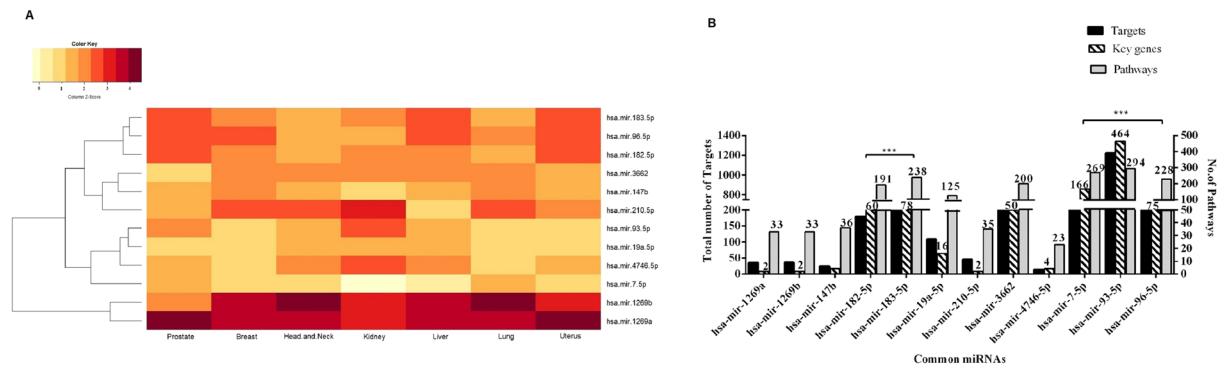 A
Color Key
0 1 2 3 4
Column Z-Score
hsa.mir.183.5p
hsa.mir.96.5p
hsa.mir.182.5p
hsa.mir.3662
hsa.mir.147b
hsa.mir.210.5p
hsa.mir.93.5p
hsa.mir.19a.5p
hsa.mir.4746.5p
hsa.mir.7.5p
hsa.mir.1269b
hsa.mir.1269a
Prostate Breast Head.and.Neck Kidney Liver Lung Uterus
B
Targets
Key genes
Pathways
Total number of Targets
1400
1200
1000
800
200
150
100
50
0
33 2 33 2 36 191 60 238 78 125 16 35 2 200 50 23 4 166 269 464 294 228 75
*** ***
500
400
300
200
100
50
40
30
20
10
0
No.of Pathways
hsa-mir-1269a
hsa-mir-1269b
hsa-mir-147b
hsa-mir-182-5p
hsa-mir-183-5p
hsa-mir-19a-5p
hsa-mir-210-5p
hsa-mir-3662
hsa-mir-4746-5p
hsa-mir-7-5p
hsa-mir-93-5p
hsa-mir-96-5p
Common miRNAs